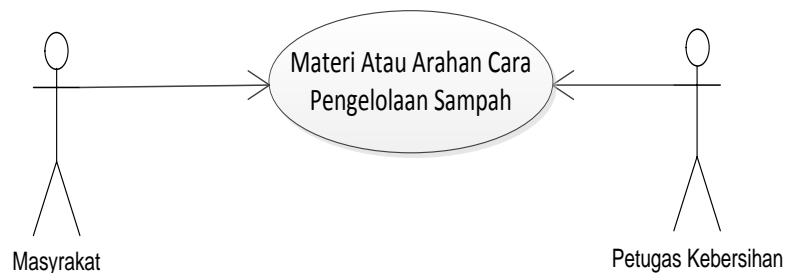 Materi Atau Arahan Cara
Pengelolaan Sampah
Masyrakat
Petugas Kebersihan